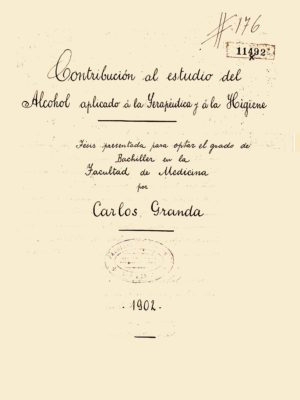 #176
11492
Contribución al estudio del
Alcohol aplicado á la Terapéutica y á la Higiene
Tésis presentada para optar el grado de
Bachiller en la
Facultad de Medicina
por
Carlos Granda
- 1902. -